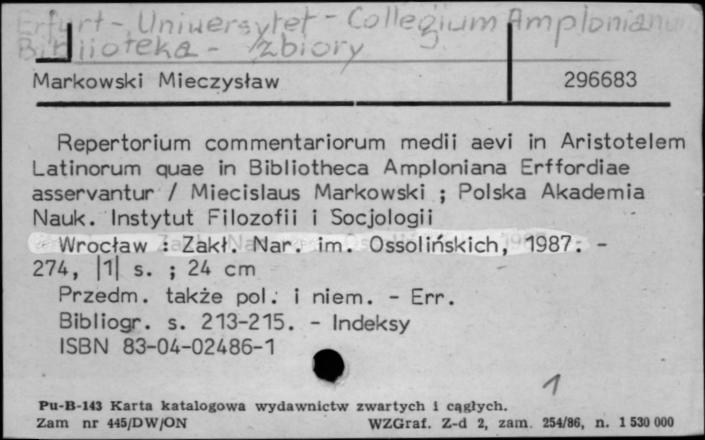 Erfurt - Uniwersytet - Collegium Amplonianum
Biblioteka - zbiory
Markowski Mieczysław 296683
Repertorium commentariorum medii aevi in Aristotelem
Latinorum quae in Bibliotheca Amploniana Erffordiae
asservantur / Miecislaus Markowski ; Polska Akademia
Nauk. Instytut Filozofii i Socjologii
Wrocław : Zakł. Nar. im. Ossolińskich, 1987. -
274, |1| s. ; 24 cm
Przedm. także pol. i niem. - Err.
Bibliogr. s. 213-215. - Indeksy
ISBN 83-04-02486-1
1
Pu-B-143 Karta katalogowa wydawnictw zwartych i ciągłych.
Zam nr 445/DW/ON WZGraf. Z-d 2, zam. 254/86, n. 1 530 000